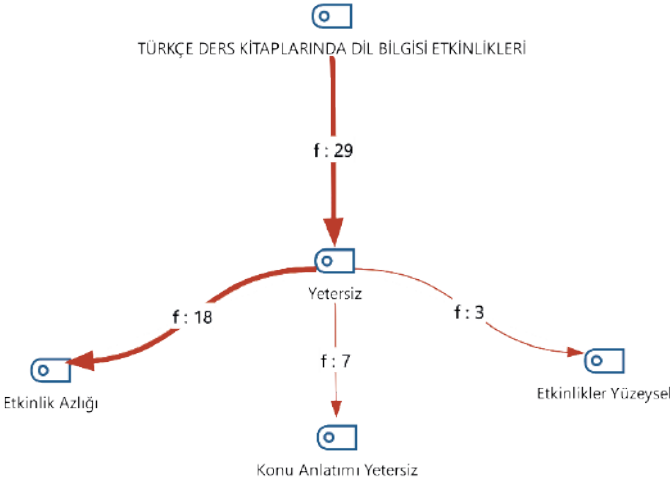 TÜRKÇE DERS KİTAPLARINDA DİL BİLGİSİ ETKİNLİKLERİ
f : 29
Yetersiz
f : 18
f : 3
f : 7
Etkinlik Azlığı
Etkinlikler Yüzeysel
Konu Anlatımı Yetersiz